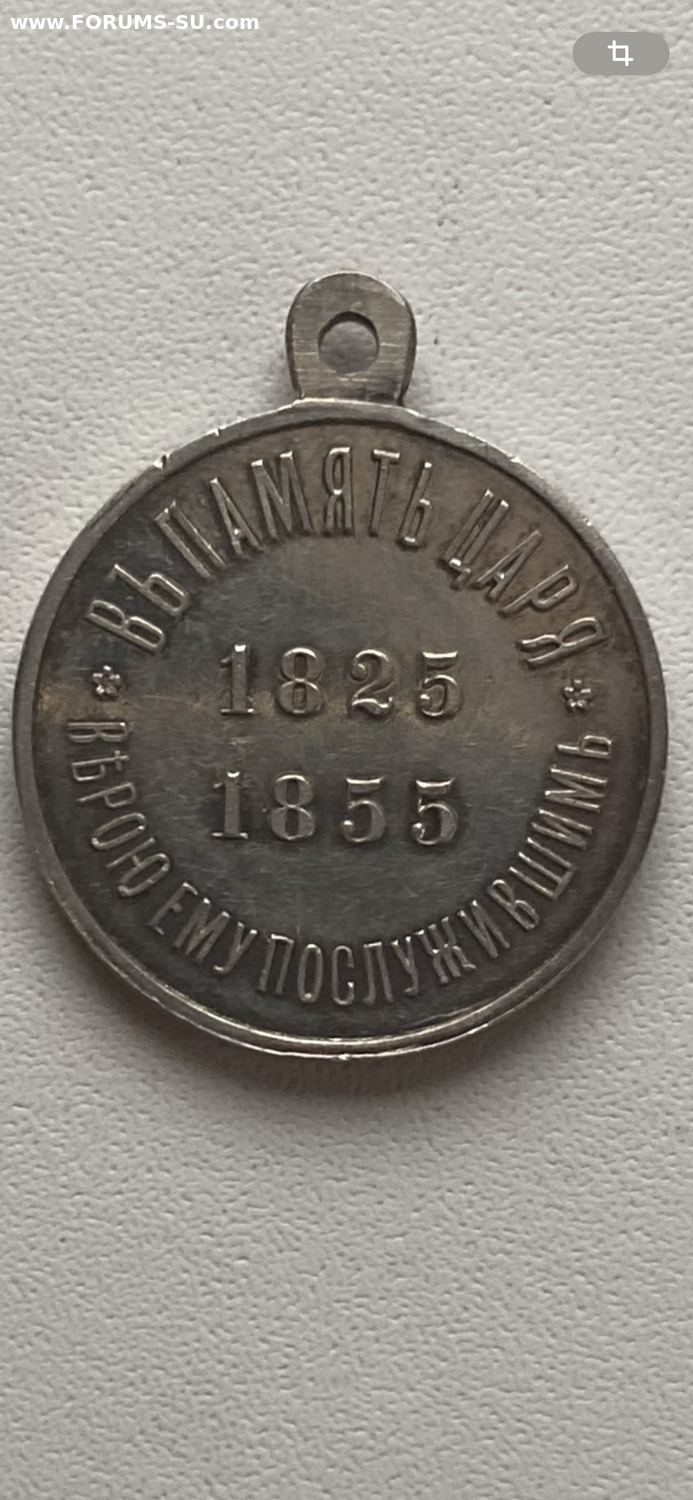 www.FORUMS-SU.com
ВЪ ПАМЯТЬ ЦАРЯ
1825
1855
ВѢРОЮ ЕМУ ПОСЛУЖИВШИМЪ